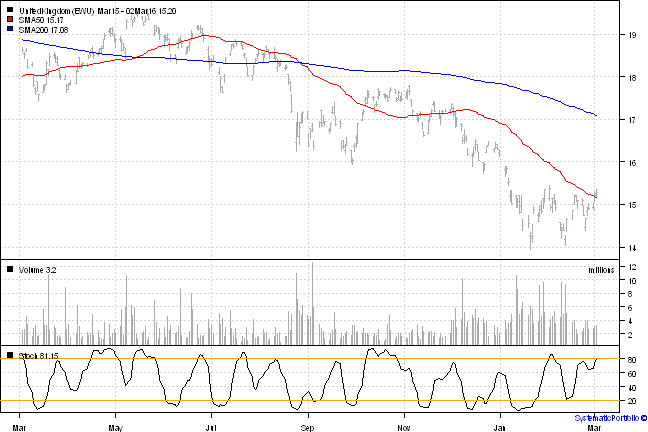 United Kingdom (EWU) Mar15 - 02Mar16 15.20
SMA50 15.17
SMA200 17.08
19
18
17
16
15
14
Volume 3.2
millions
12
10
8
6
4
2
Stoch 81.15
80
60
40
20
Mar May Jul Sep Nov Jan Mar
SystematicPortfolio ©